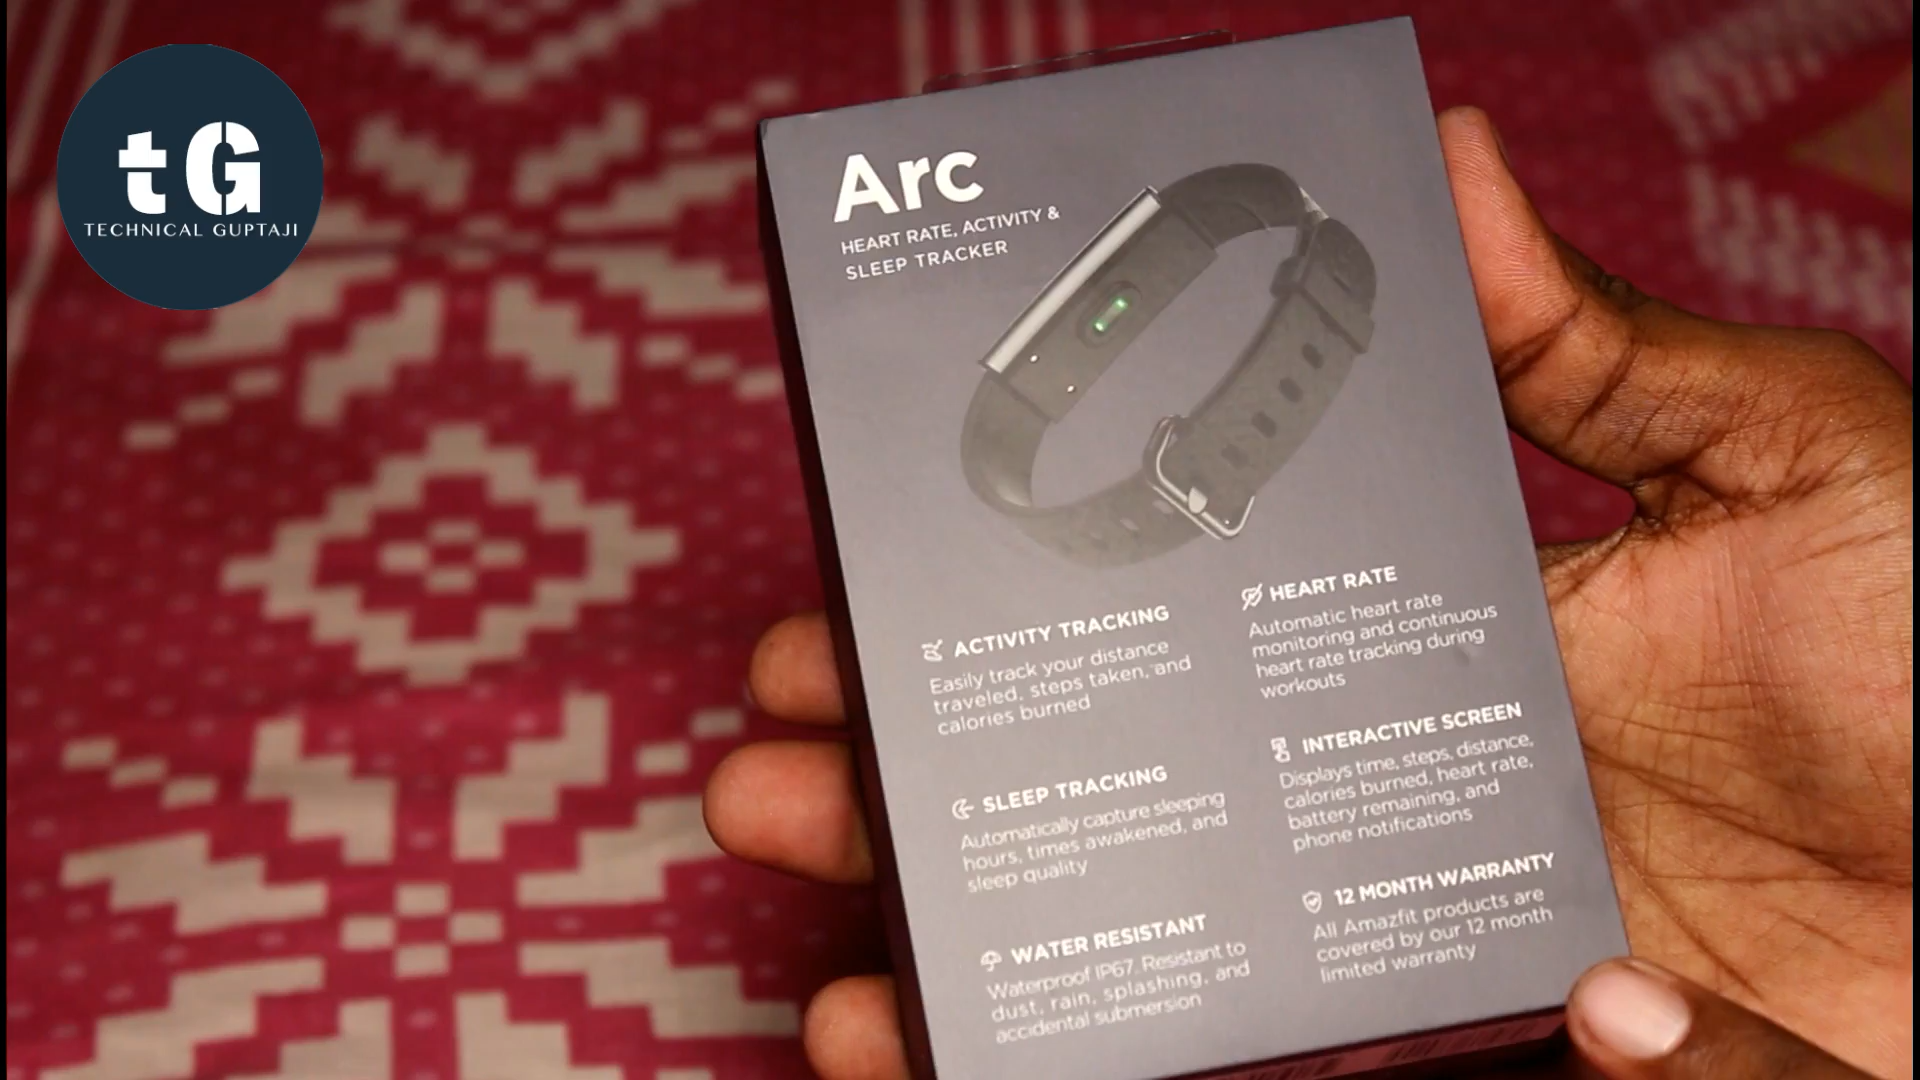 tG
TECHNICAL GUPTAJI
Arc
HEART RATE, ACTIVITY &
SLEEP TRACKER
ACTIVITY TRACKING
Easily track your distance
traveled, steps taken, and
calories burned
HEART RATE
Automatic heart rate
monitoring and continuous
heart rate tracking during
workouts
SLEEP TRACKING
Automatically capture sleeping
hours, times awakened, and
sleep quality
INTERACTIVE SCREEN
Displays time, steps, distance,
calories burned, heart rate,
battery remaining, and
phone notifications
WATER RESISTANT
Waterproof IP67. Resistant to
dust, rain, splashing, and
accidental submersion
12 MONTH WARRANTY
All Amazfit products are
covered by our 12 month
limited warranty